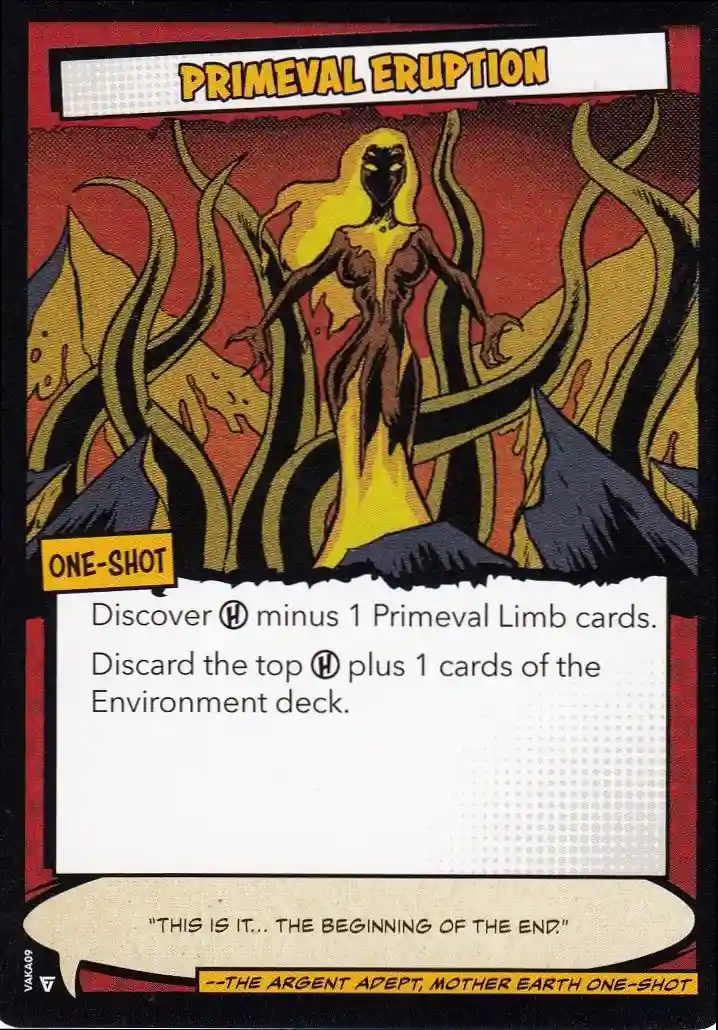 PRIMEVAL ERUPTION
ONE-SHOT
Discover Ⓗ minus 1 Primeval Limb cards.
Discard the top Ⓗ plus 1 cards of the
Environment deck.
"THIS IS IT... THE BEGINNING OF THE END."
--THE ARGENT ADEPT, MOTHER EARTH ONE-SHOT
VAKA09